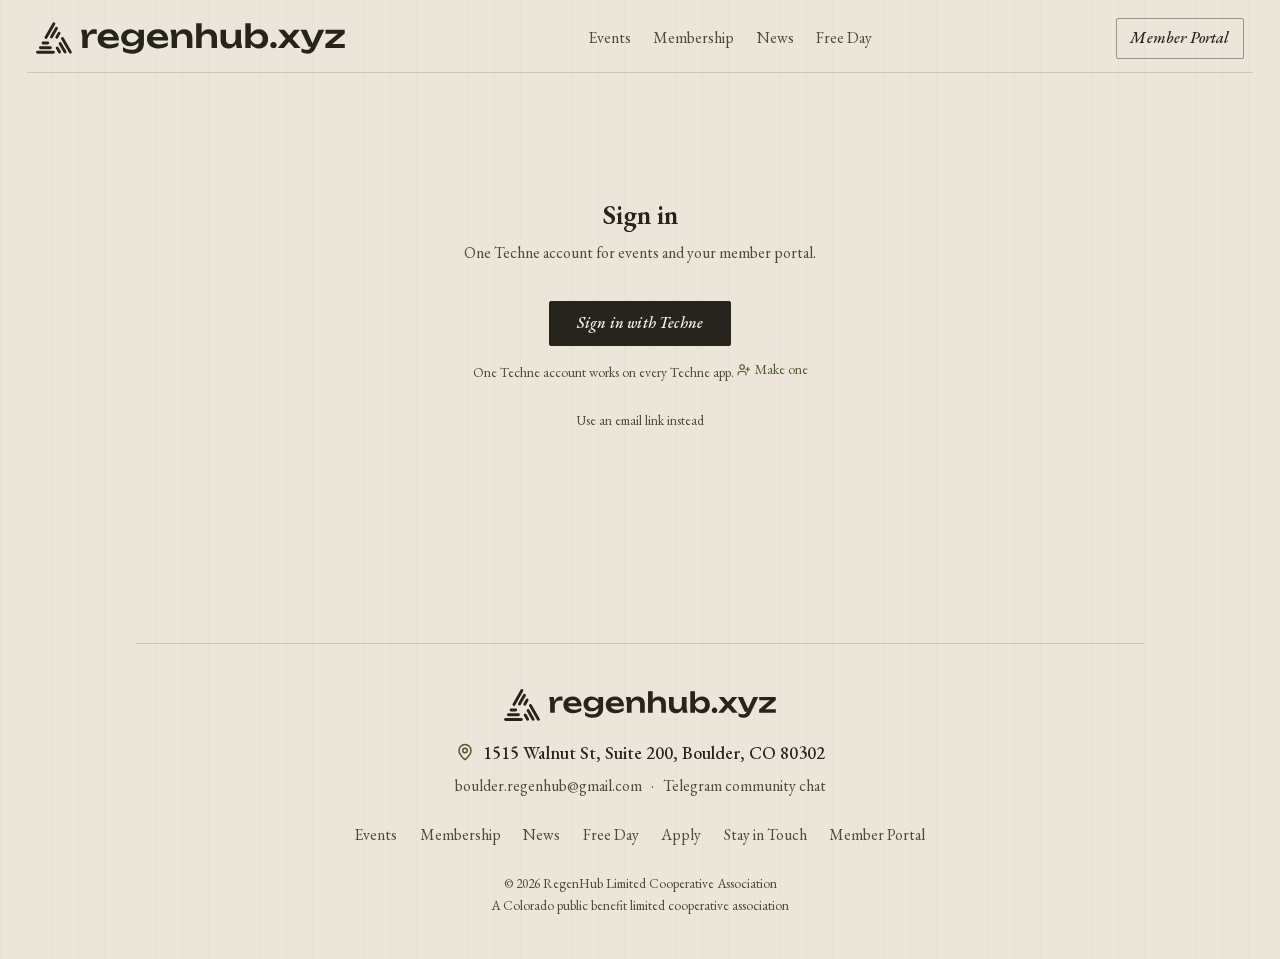 regenhub.xyz
Events Membership News Free Day
Member Portal
Sign in
One Techne account for events and your member portal.
Sign in with Techne
One Techne account works on every Techne app. Make one
Use an email link instead
regenhub.xyz
1515 Walnut St, Suite 200, Boulder, CO 80302
boulder.regenhub@gmail.com · Telegram community chat
Events Membership News Free Day Apply Stay in Touch Member Portal
© 2026 RegenHub Limited Cooperative Association
A Colorado public benefit limited cooperative association